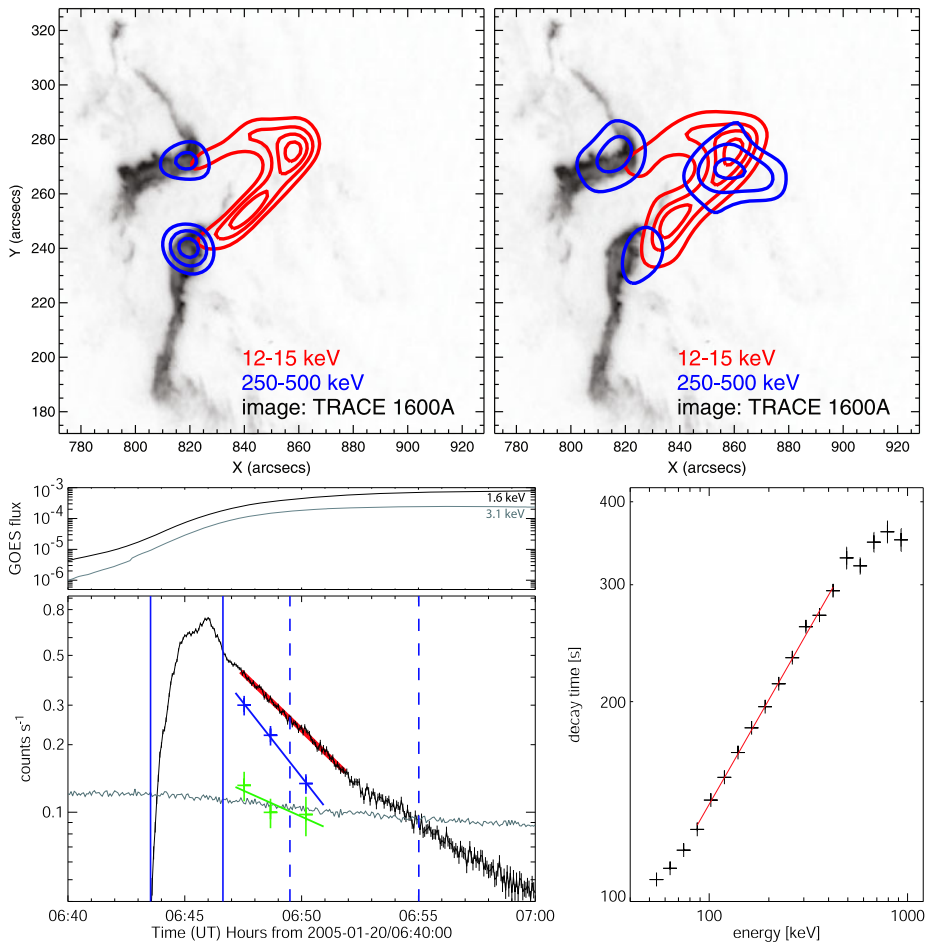 320
300
280
260
240
220
200
180
Y (arcsecs)
12-15 keV
250-500 keV
image: TRACE 1600A
780 800 820 840 860 880 900 920
X (arcsecs)
12-15 keV
250-500 keV
image: TRACE 1600A
780 800 820 840 860 880 900 920
X (arcsecs)
GOES flux
10-3
10-4
10-5
10-6
1.6 keV
3.1 keV
counts s-1
0.8
0.5
0.3
0.2
0.1
06:40 06:45 06:50 06:55 07:00
Time (UT) Hours from 2005-01-20/06:40:00
decay time [s]
400
300
200
100
100 1000
energy [keV]